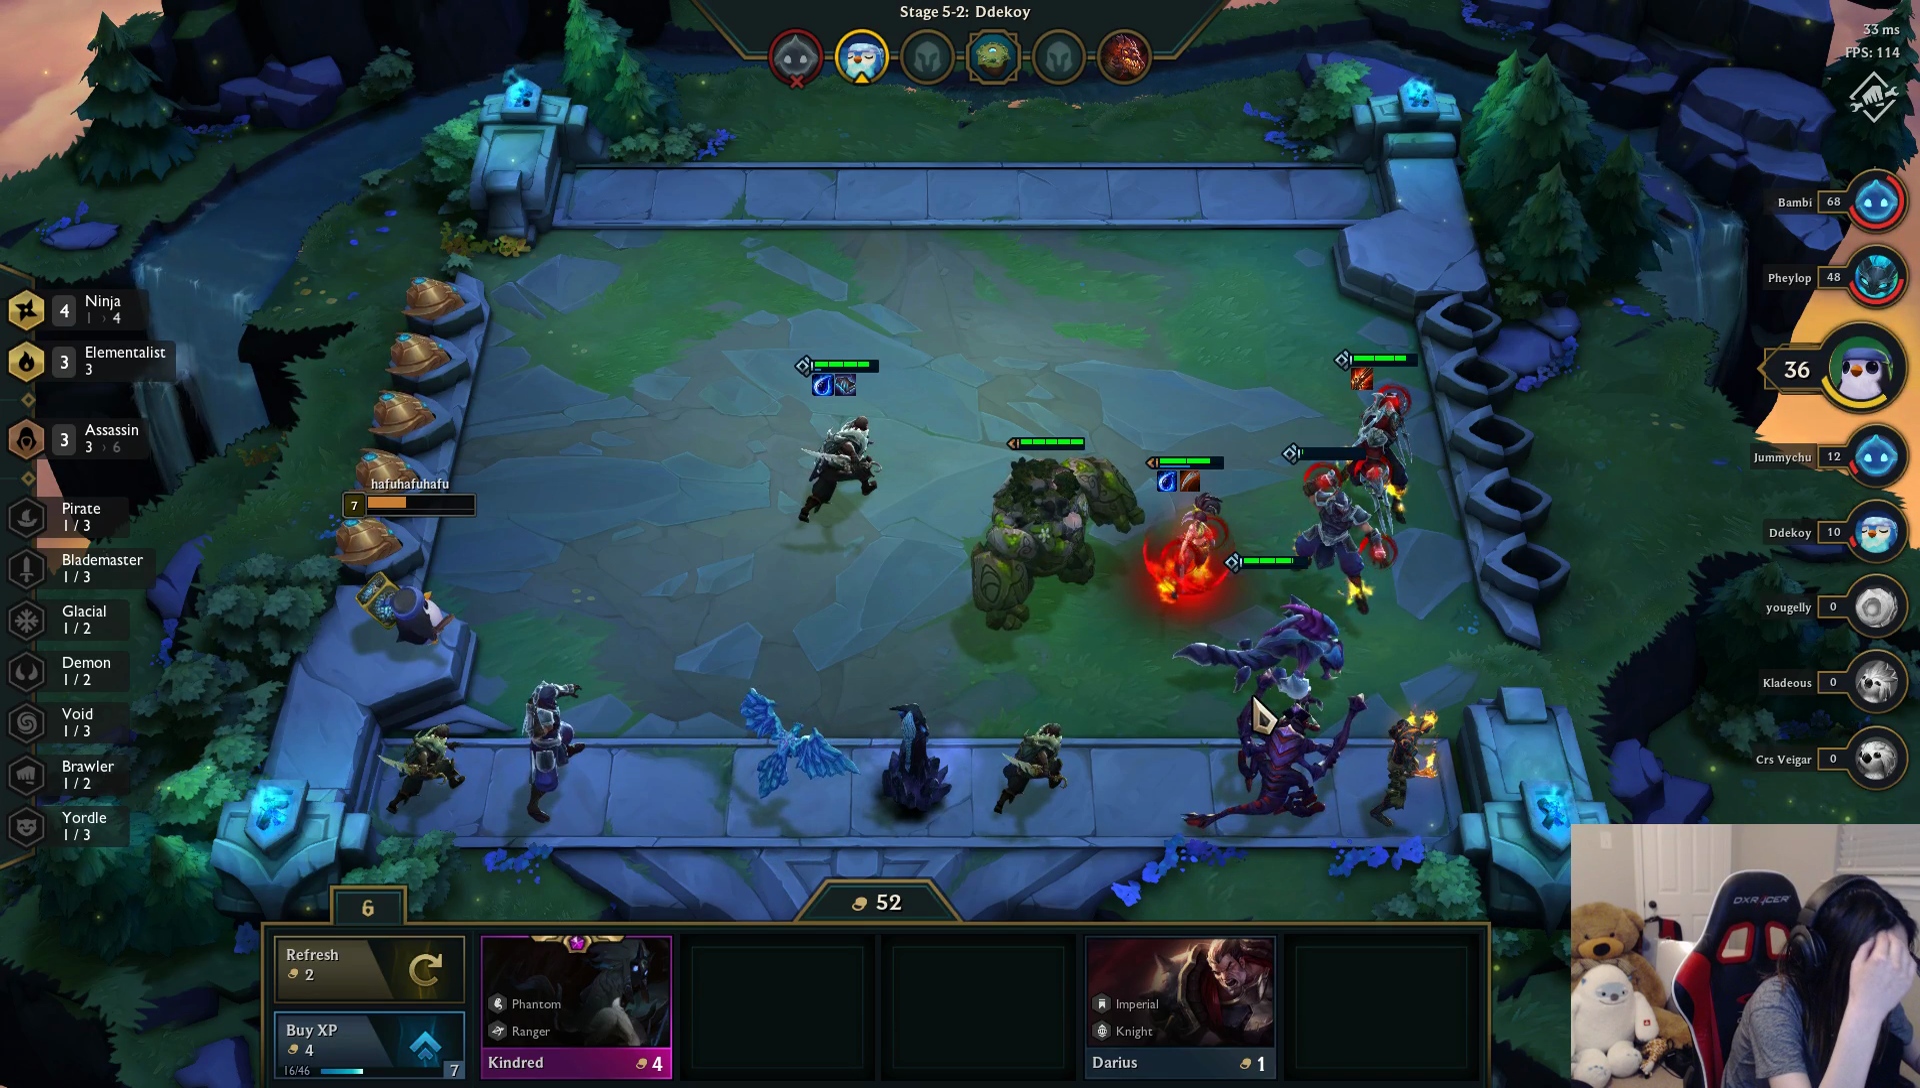 Stage 5-2: Ddekoy
33 ms
FPS: 114
Bambi 68
Pheylop 48
36
Jummychu 12
Ddekoy 10
yougelly 0
Kladeous 0
Crs Veigar 0
4 Ninja
1 › 4
3 Elementalist
3
3 Assassin
3 › 6
Pirate
1 / 3
Blademaster
1 / 3
Glacial
1 / 2
Demon
1 / 2
Void
1 / 3
Brawler
1 / 2
Yordle
1 / 3
hafuhafuhafu
7
6
52
Refresh
2
Buy XP
4
16/46
7
Phantom
Ranger
Kindred 4
Imperial
Knight
Darius 1
DXRACER